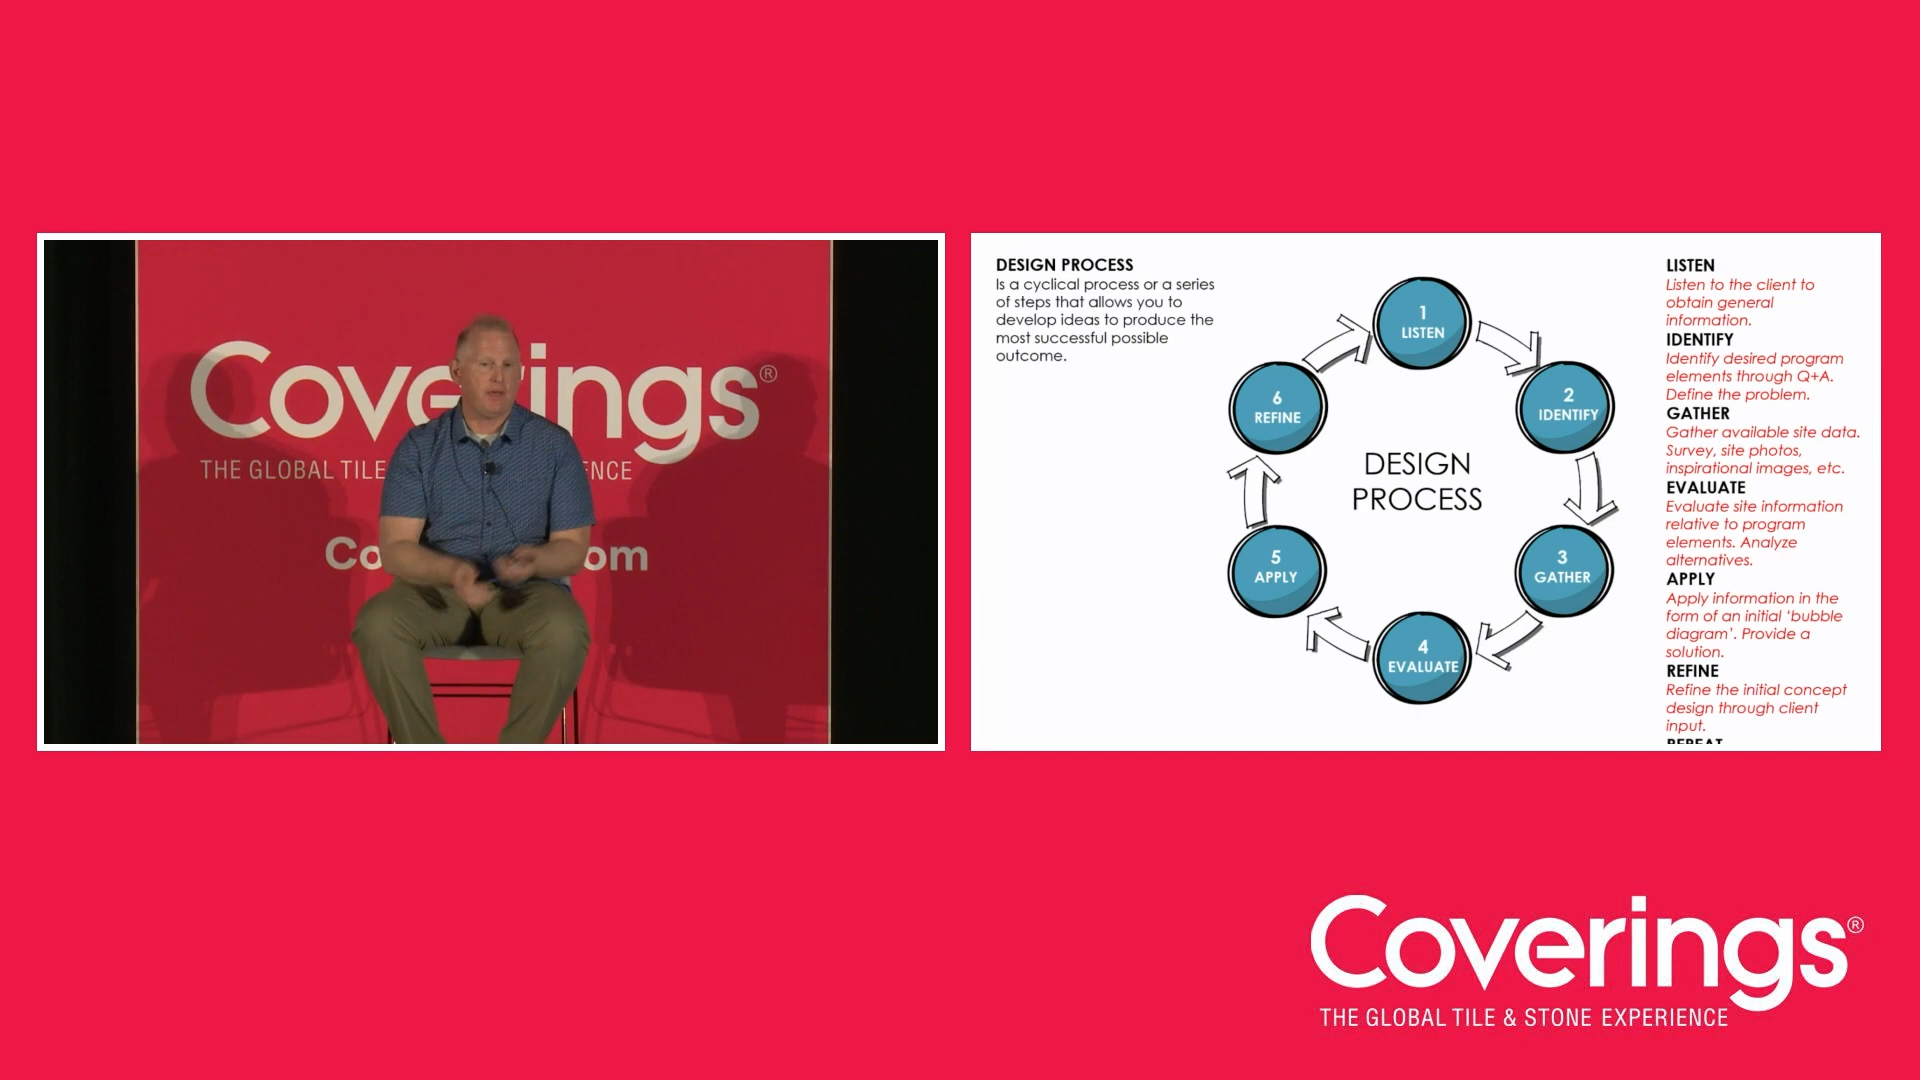 Coverings®
THE GLOBAL TILE
ENCE
DESIGN PROCESS
Is a cyclical process or a series
of steps that allows you to
develop ideas to produce the
most successful possible
outcome.
1
LISTEN
2
IDENTIFY
3
GATHER
4
EVALUATE
5
APPLY
6
REFINE
DESIGN
PROCESS
LISTEN
Listen to the client to
obtain general
information.
IDENTIFY
Identify desired program
elements through Q+A.
Define the problem.
GATHER
Gather available site data.
Survey, site photos,
inspirational images, etc.
EVALUATE
Evaluate site information
relative to program
elements. Analyze
alternatives.
APPLY
Apply information in the
form of an initial ‘bubble
diagram’. Provide a
solution.
REFINE
Refine the initial concept
design through client
input.
REPEAT
Coverings®
THE GLOBAL TILE & STONE EXPERIENCE